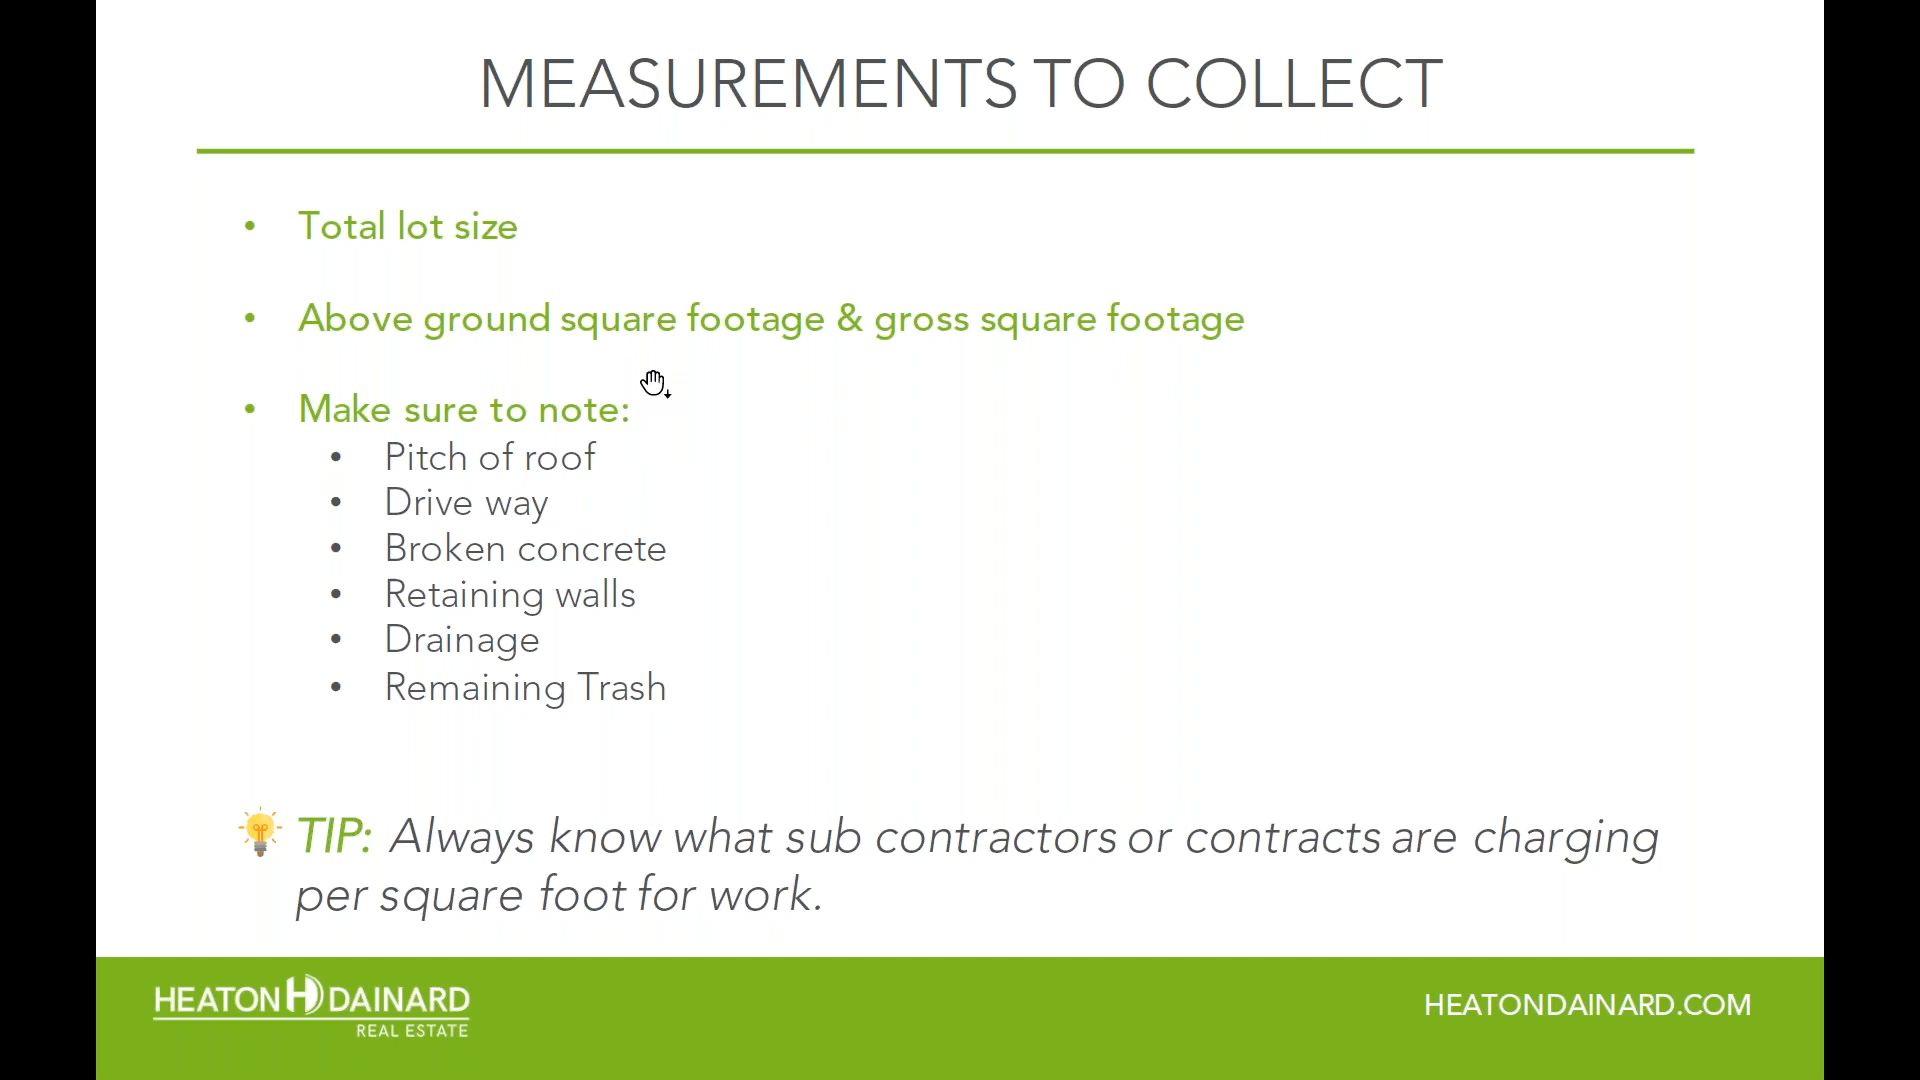 MEASUREMENTS TO COLLECT
• Total lot size
• Above ground square footage & gross square footage
• Make sure to note:
• Pitch of roof
• Drive way
• Broken concrete
• Retaining walls
• Drainage
• Remaining Trash
TIP: Always know what sub contractors or contracts are charging
per square foot for work.
HEATON HD DAINARD
REAL ESTATE
HEATONDAINARD.COM